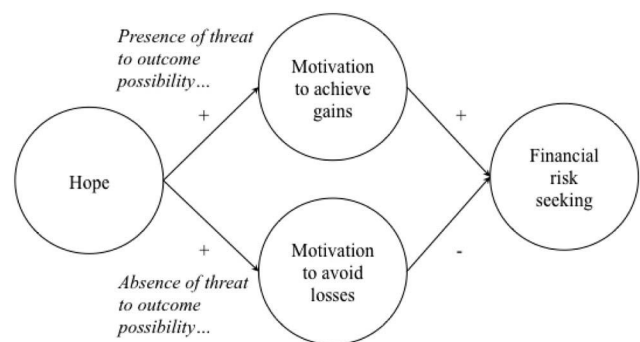 Presence of threat
to outcome
possibility…
Motivation
to achieve
gains
+
+
Hope
Financial
risk
seeking
+
-
Motivation
to avoid
losses
Absence of threat
to outcome
possibility…